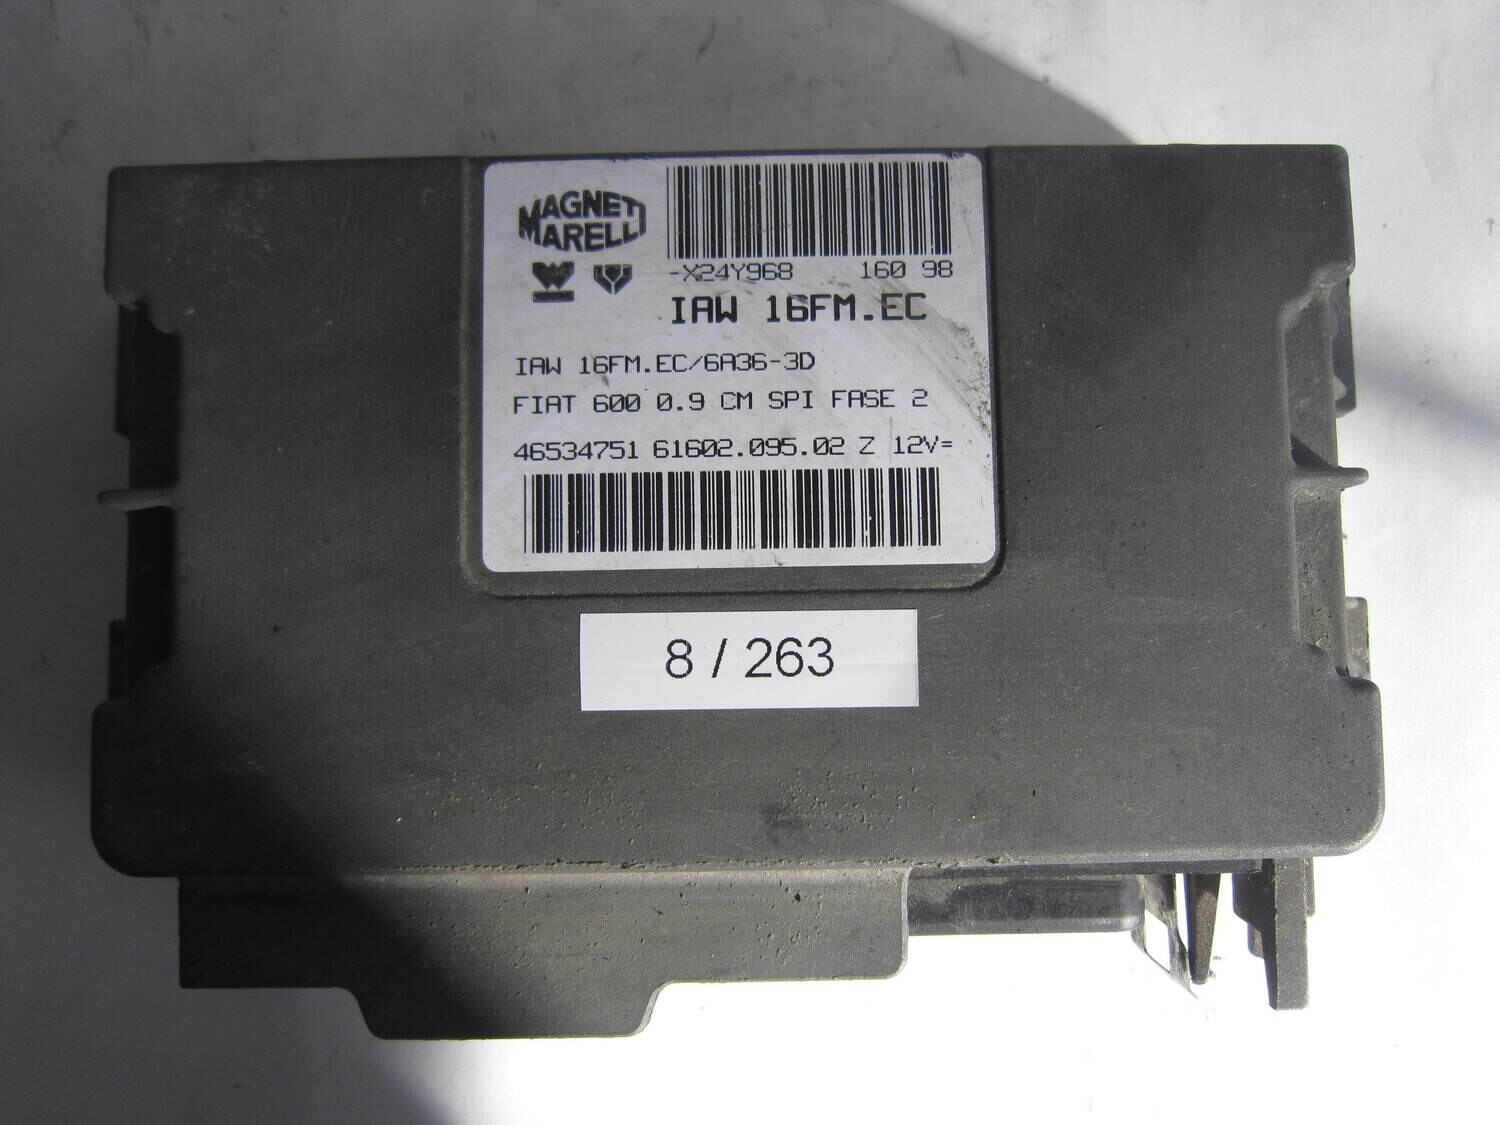 MAGNETI
MARELLI
-X24Y968 160 98
IAW 16FM.EC
IAW 16FM.EC/6A36-3D
FIAT 600 0.9 CM SPI FASE 2
46534751 61602.095.02 Z 12V=
8 / 263